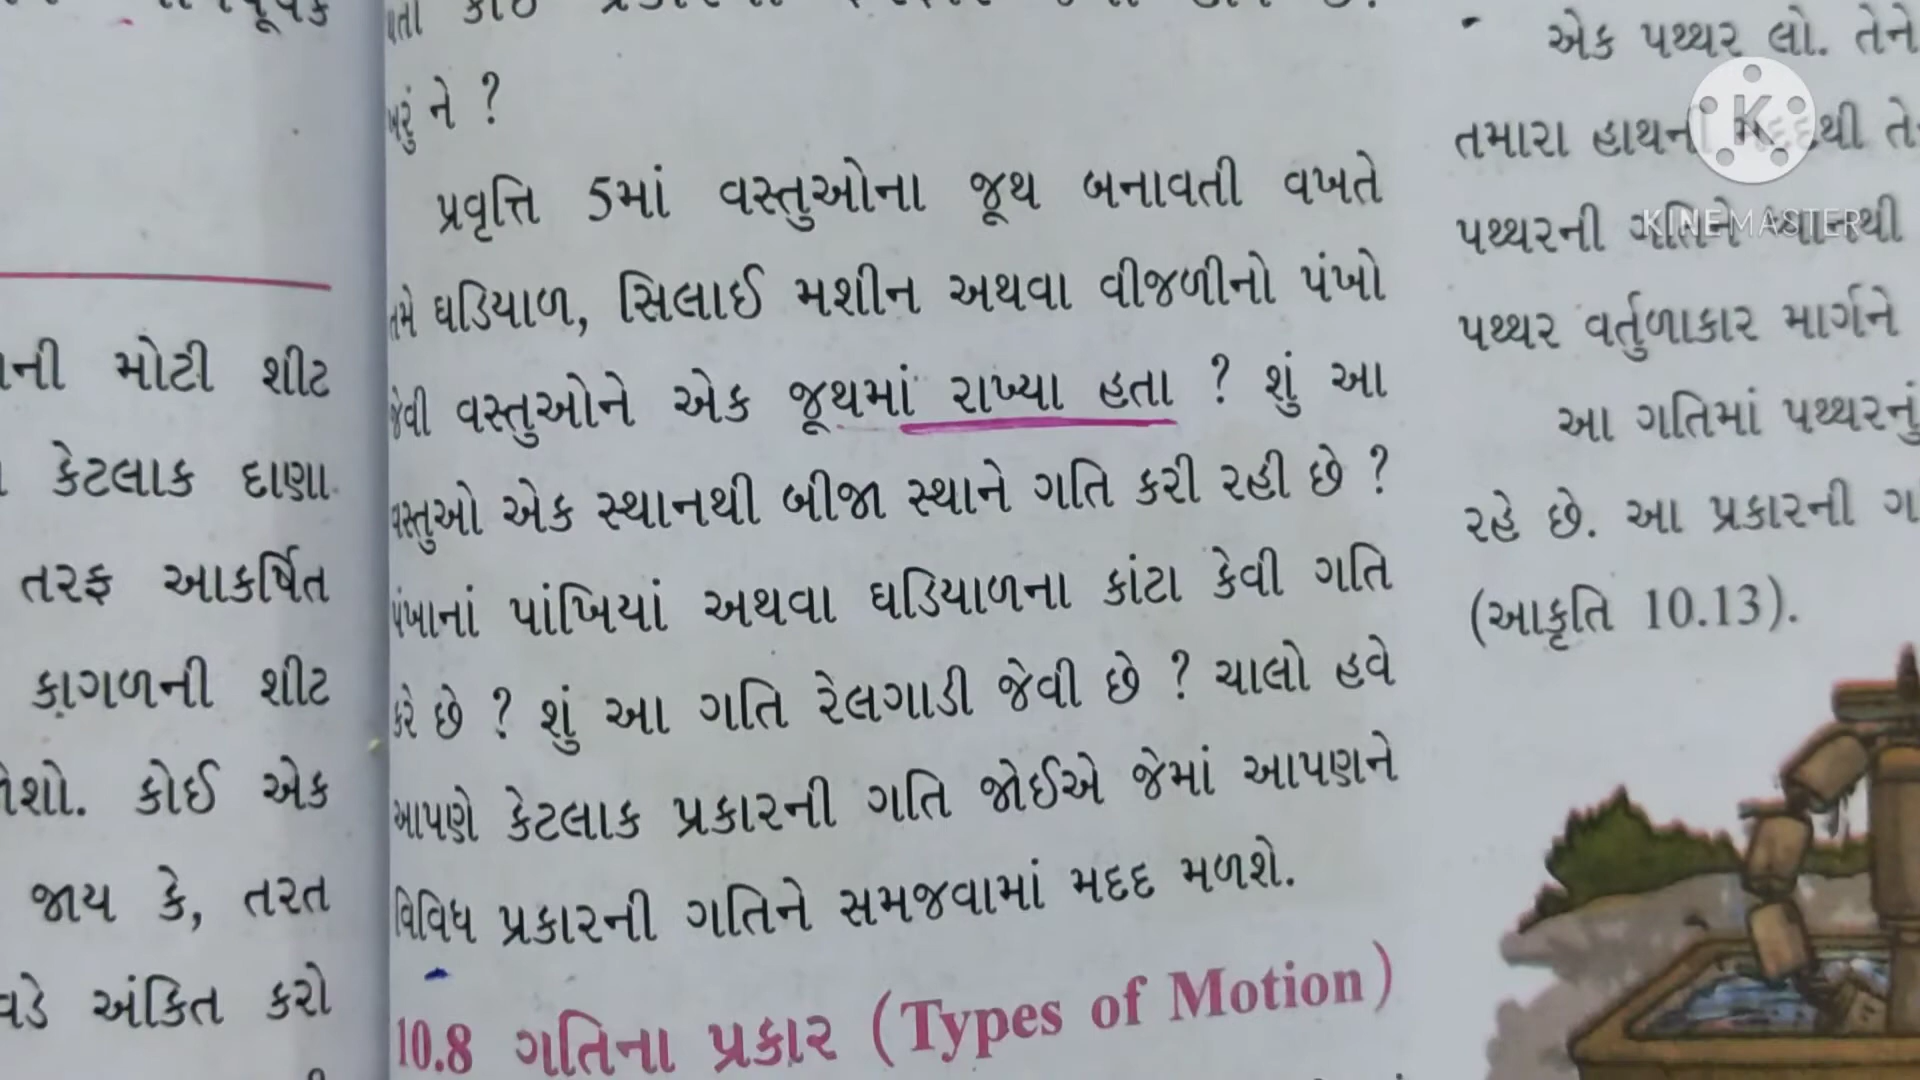 ની મોટી શીટ
કેટલાક દાણા
તરફ આકર્ષિત
કાગળની શીટ
કોઈ એક
જાય કે, તરત
અંકિત કરો
ને ?
પ્રવૃત્તિ 5માં વસ્તુઓના જૂથ બનાવતી વખતે
તમે ઘડિયાળ, સિલાઈ મશીન અથવા વીજળીનો પંખો
જેવી વસ્તુઓને એક જૂથમાં રાખ્યા હતા ? શું આ
વસ્તુઓ એક સ્થાનથી બીજા સ્થાને ગતિ કરી રહી છે ?
પંખાનાં પાંખિયાં અથવા ઘડિયાળના કાંટા કેવી ગતિ
કરે છે ? શું આ ગતિ રેલગાડી જેવી છે ? ચાલો હવે
આપણે કેટલાક પ્રકારની ગતિ જોઈએ જેમાં આપણને
વિવિધ પ્રકારની ગતિને સમજવામાં મદદ મળશે.
10.8 ગતિના પ્રકાર (Types of Motion)
એક પથ્થર લો. તેને
તમારા હાથની
પથ્થરની ગતિને
પથ્થર વર્તુળાકાર માર્ગને
આ ગતિમાં પથ્થરનું
રહે છે. આ પ્રકારની
(આકૃતિ 10.13).
K
KINEMASTER